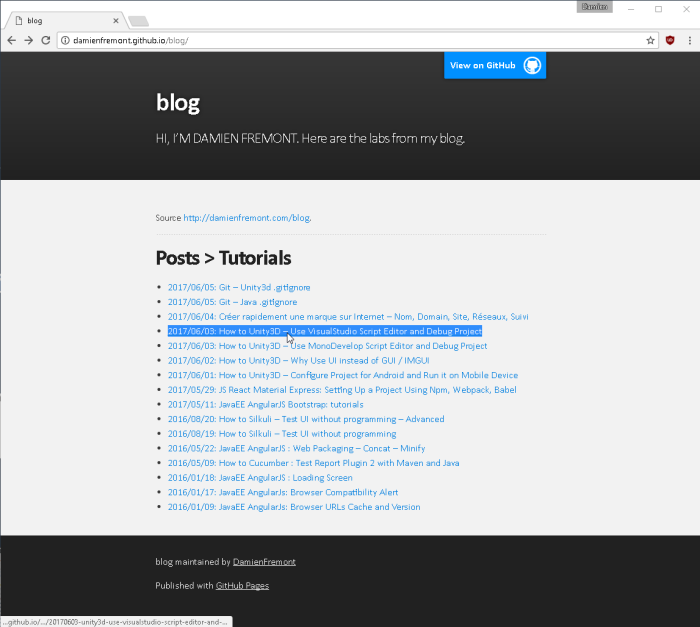 Damien
blog
damienfremont.github.io/blog/
View on GitHub
blog
HI, I'M DAMIEN FREMONT. Here are the labs from my blog.
Source http://damienfremont.com/blog.
Posts > Tutorials
2017/06/05: Git – Unity3d .gitIgnore
2017/06/05: Git – Java .gitIgnore
2017/06/04: Créer rapidement une marque sur Internet – Nom, Domain, Site, Réseaux, Suivi
2017/06/03: How to Unity3D – Use VisualStudio Script Editor and Debug Project
2017/06/03: How to Unity3D – Use MonoDevelop Script Editor and Debug Project
2017/06/02: How to Unity3D – Why Use UI instead of GUI / IMGUI
2017/06/01: How to Unity3D – Configure Project for Android and Run it on Mobile Device
2017/05/29: JS React Material Express: Setting Up a Project Using Npm, Webpack, Babel
2017/05/11: JavaEE AngularJS Bootstrap: tutorials
2016/08/20: How to Silkuli – Test UI without programming – Advanced
2016/08/19: How to Silkuli – Test UI without programming
2016/05/22: JavaEE AngularJS : Web Packaging – Concat – Minify
2016/05/09: How to Cucumber : Test Report Plugin 2 with Maven and Java
2016/01/18: JavaEE AngularJS : Loading Screen
2016/01/17: JavaEE AngularJs: Browser Compatibility Alert
2016/01/09: JavaEE AngularJs: Browser URLs Cache and Version
blog maintained by DamienFremont
Published with GitHub Pages
...github.io/.../20170603-unity3d-use-visualstudio-script-editor-and-...